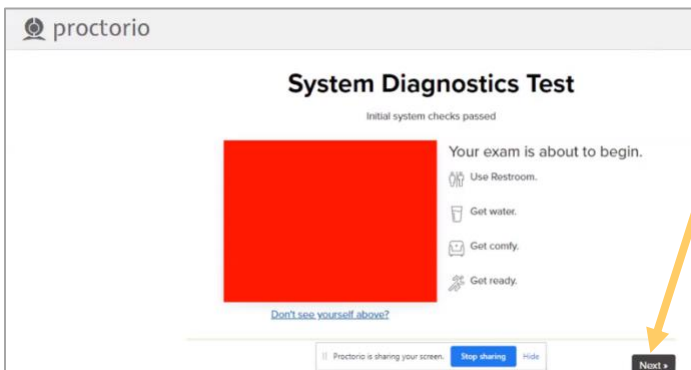 proctorio
System Diagnostics Test
Initial system checks passed
Your exam is about to begin.
Use Restroom.
Get water.
Get comfy.
Get ready.
Don't see yourself above?
Proctorio is sharing your screen. Stop sharing Hide
Next »